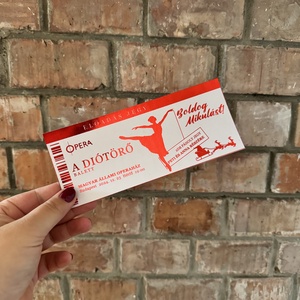 ELŐADÁS JEGY
OPERA
Boldog
Mikulást!
A DIÓTÖRŐ
BALETT
MAGYAR ÁLLAMI OPERAHÁZ